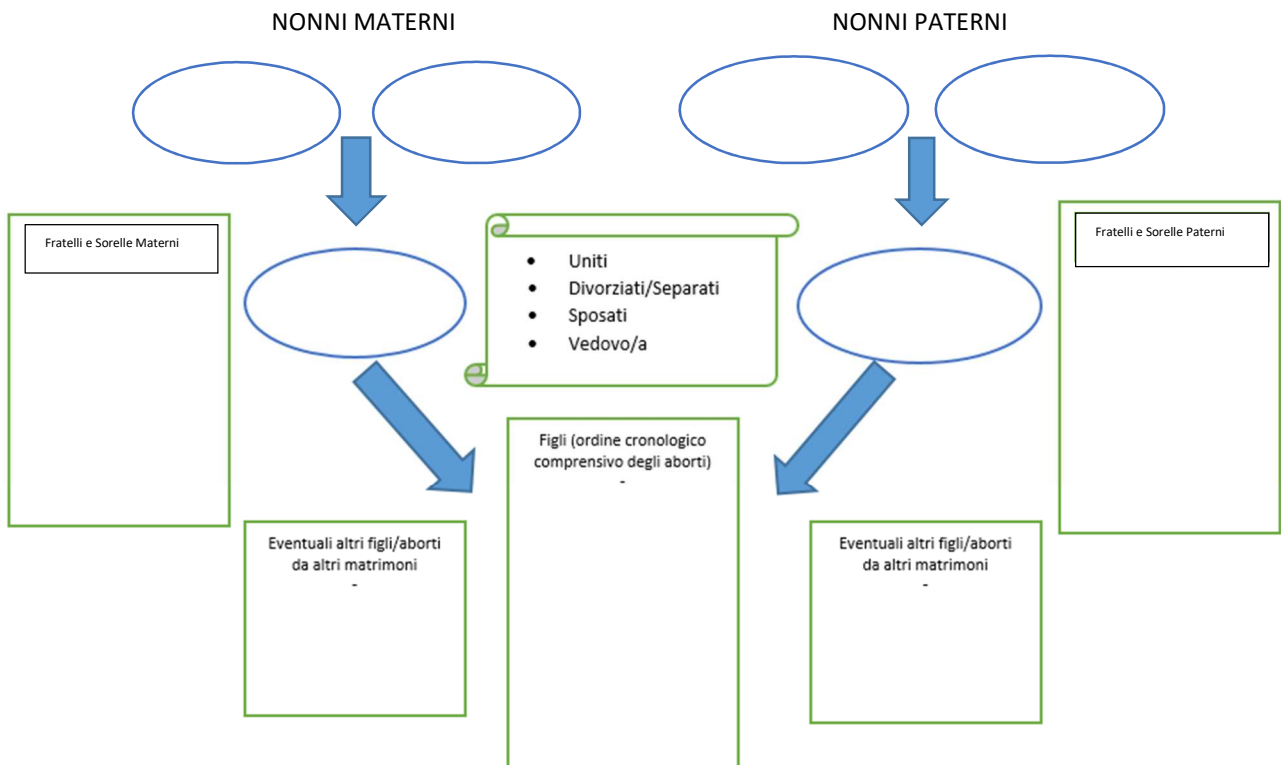 NONNI MATERNI
NONNI PATERNI
Fratelli e Sorelle Materni
Fratelli e Sorelle Paterni
• Uniti
• Divorziati/Separati
• Sposati
• Vedovo/a
Figli (ordine cronologico
comprensivo degli aborti)
-
Eventuali altri figli/aborti
da altri matrimoni
-
Eventuali altri figli/aborti
da altri matrimoni
-